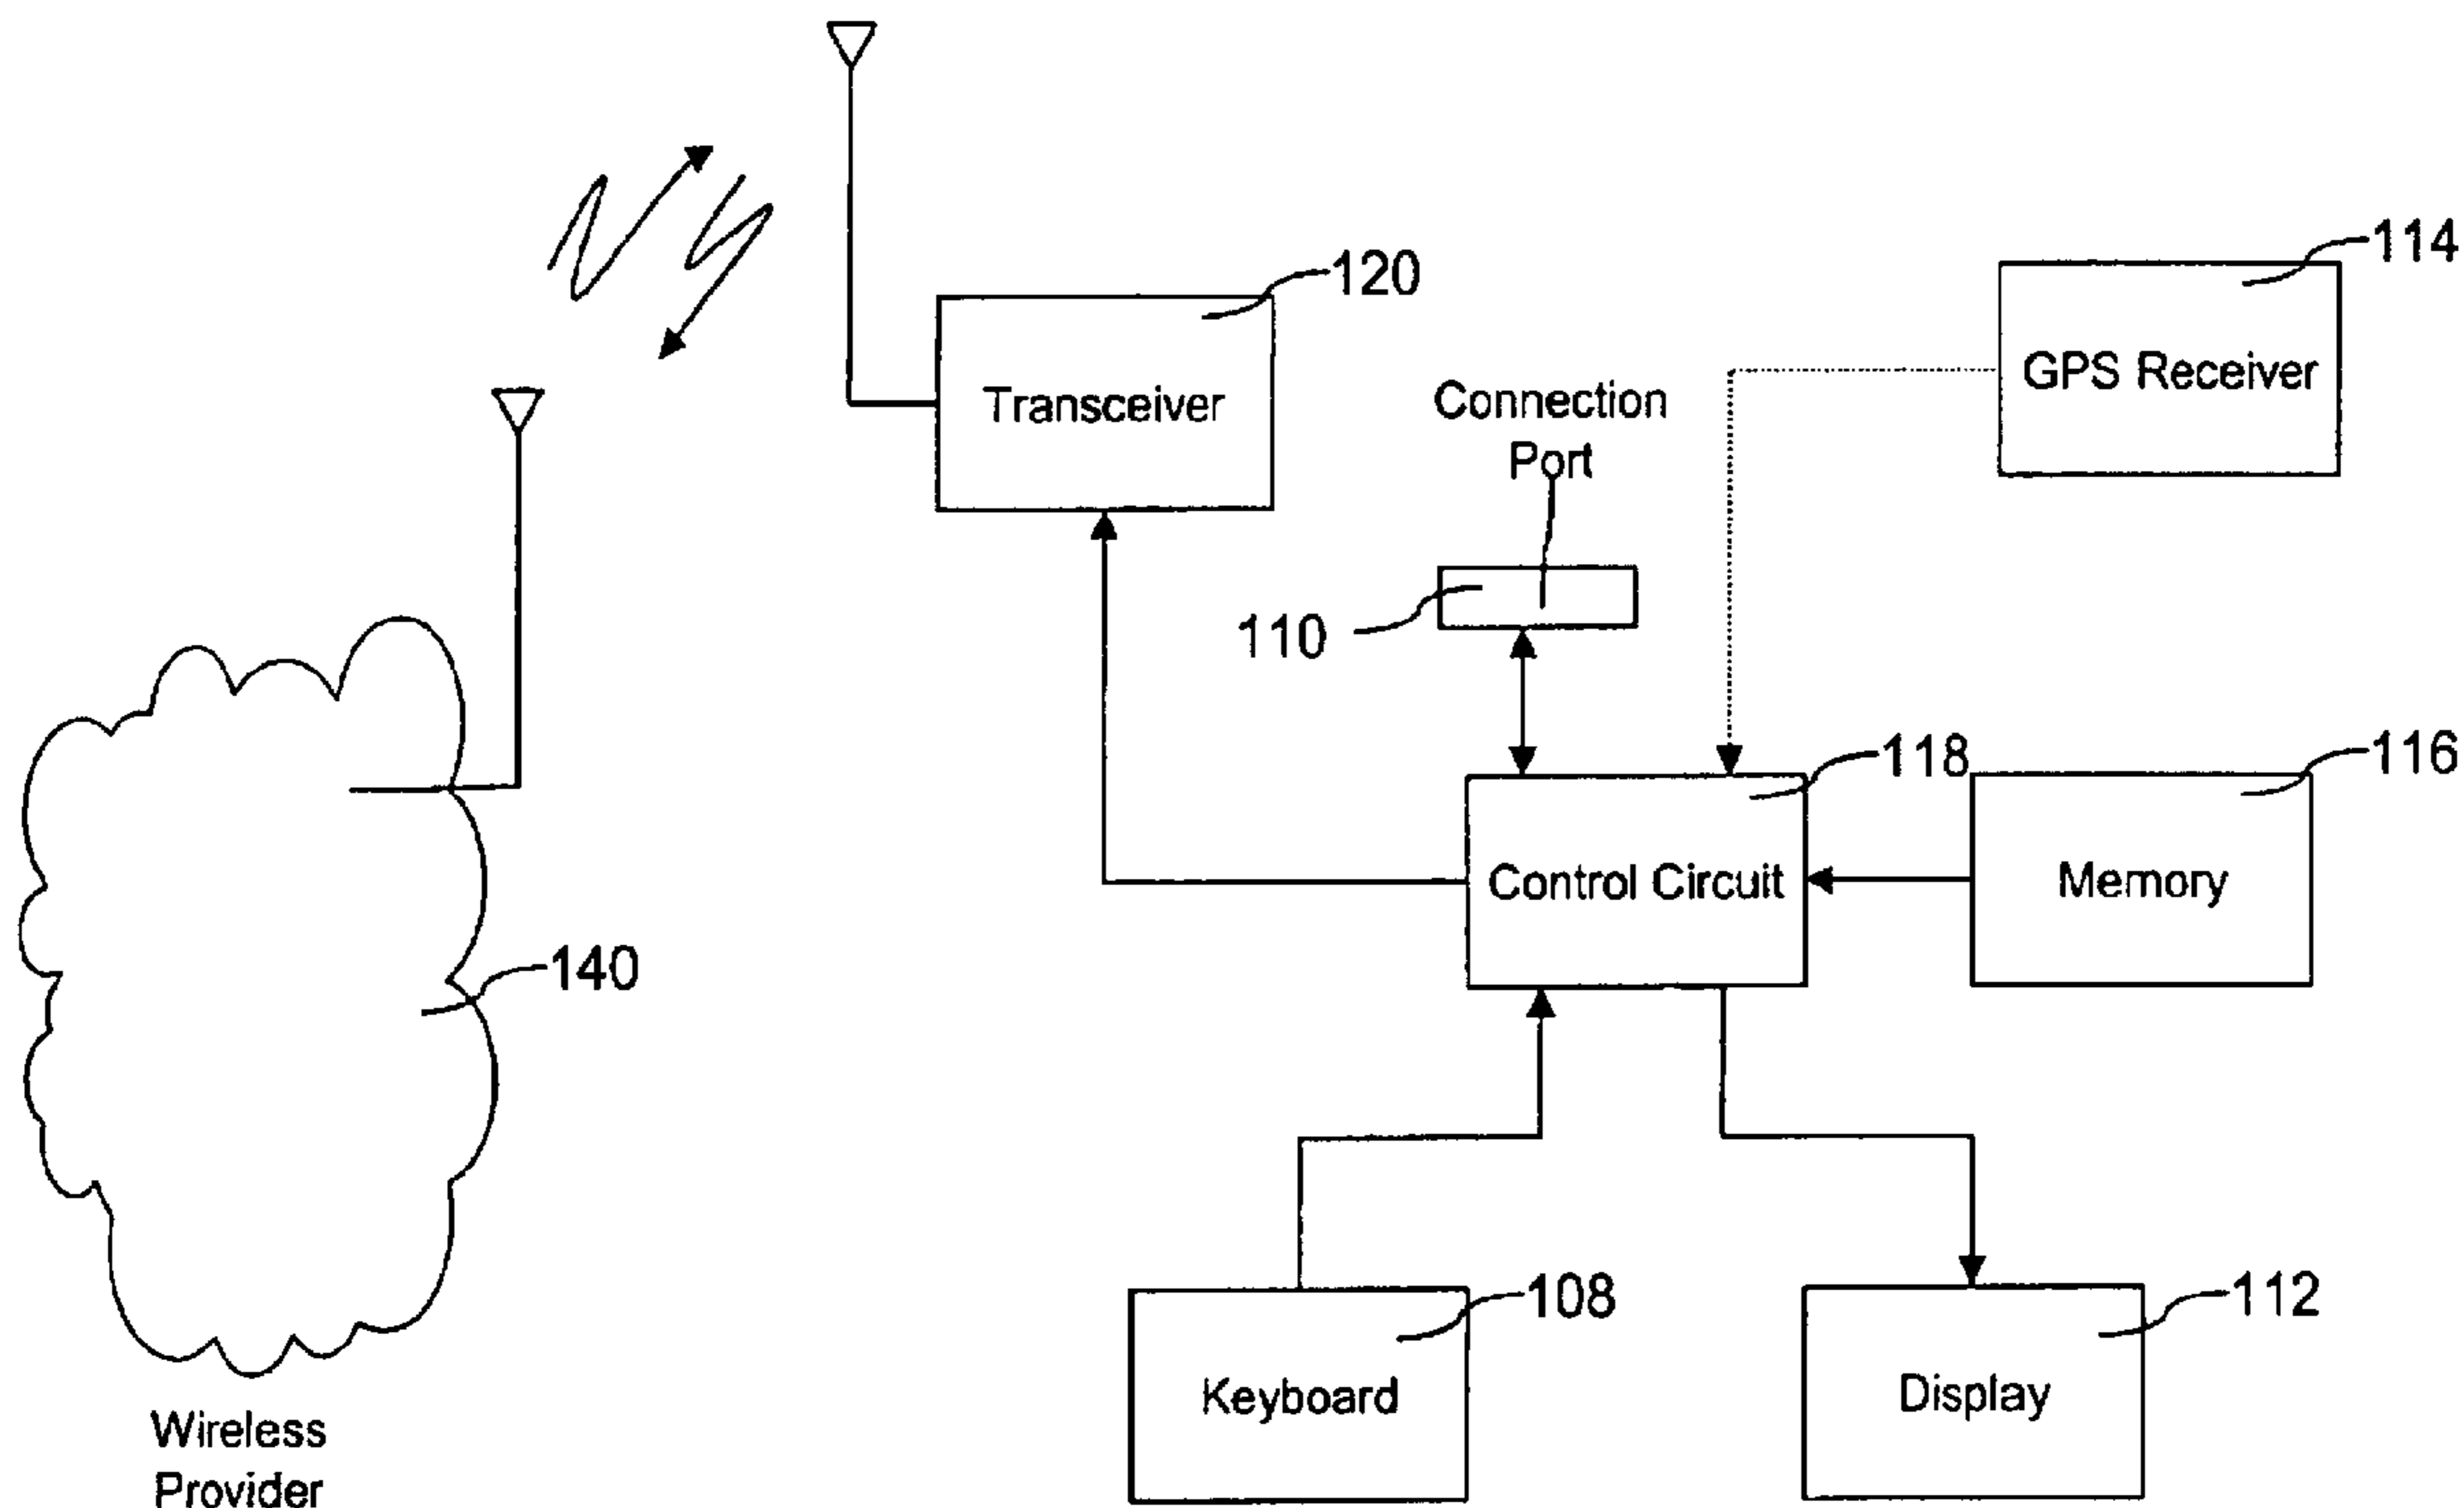 120
Transceiver
114
GPS Receiver
Connection
Port
110
118
Control Circuit
116
Memory
140
Wireless
Provider
108
Keyboard
112
Display